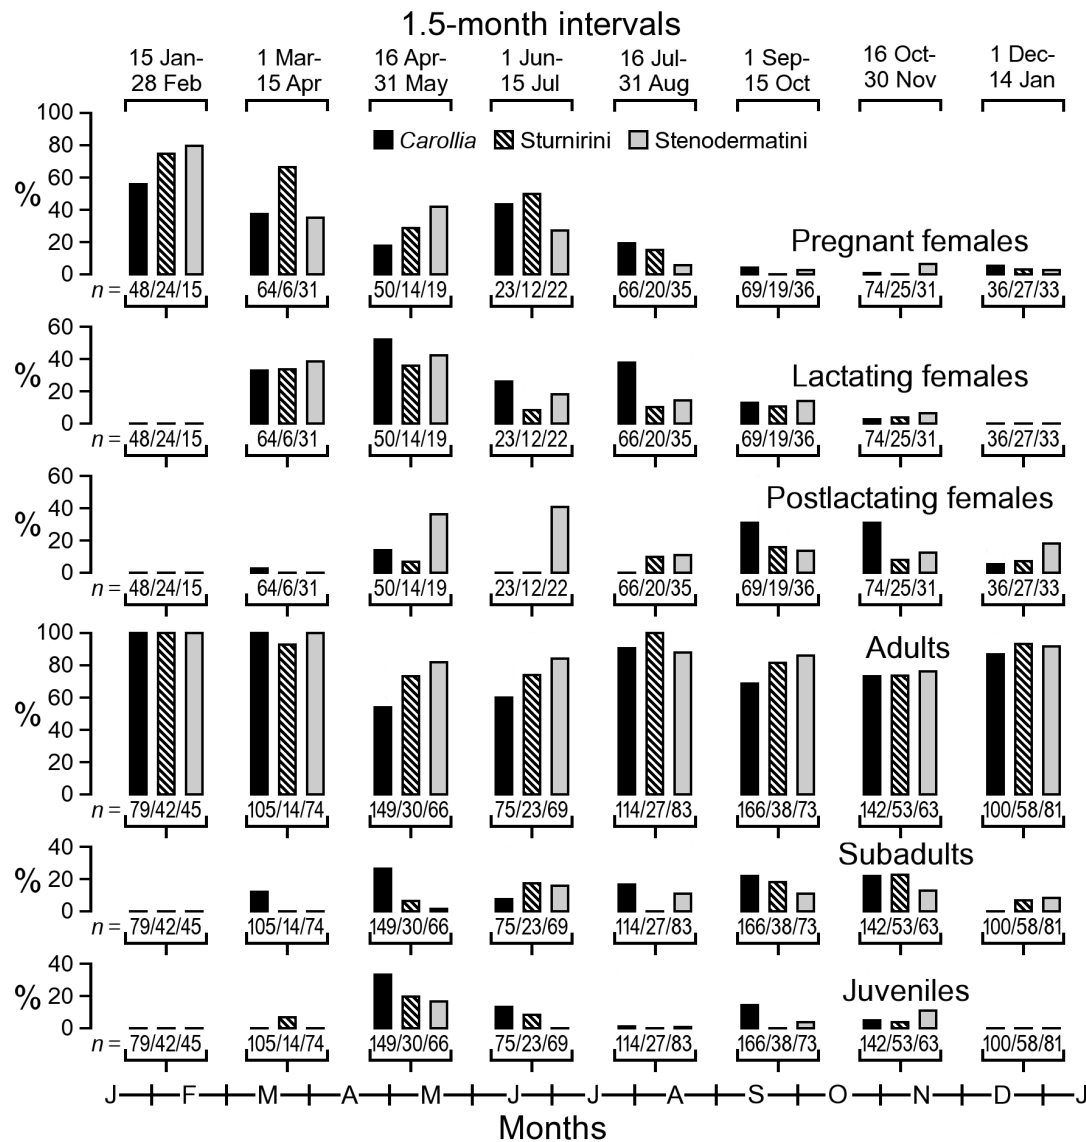 1.5-month intervals
15 Jan- 1 Mar- 16 Apr- 1 Jun- 16 Jul- 1 Sep- 16 Oct- 1 Dec-
28 Feb 15 Apr 31 May 15 Jul 31 Aug 15 Oct 30 Nov 14 Jan
100
Carollia Sturnirini Stenodermatini
80
60
%
40
Pregnant females
20
0
n = 48/24/15 64/6/31 50/14/19 23/12/22 66/20/35 69/19/36 74/25/31 36/27/33
60
40
% Lactating females
20
0
n = 48/24/15 64/6/31 50/14/19 23/12/22 66/20/35 69/19/36 74/25/31 36/27/33
60
Postlactating females
40
%
20
0
n = 48/24/15 64/6/31 50/14/19 23/12/22 66/20/35 69/19/36 74/25/31 36/27/33
100
Adults
80
60
%
40
20
0
n = 79/42/45 105/14/74 149/30/66 75/23/69 114/27/83 166/38/73 142/53/63 100/58/81
40
Subadults
%
20
0
n = 79/42/45 105/14/74 149/30/66 75/23/69 114/27/83 166/38/73 142/53/63 100/58/81
40
Juveniles
%
20
0
n = 79/42/45 105/14/74 149/30/66 75/23/69 114/27/83 166/38/73 142/53/63 100/58/81
J F M A M J J A S O N D J
Months